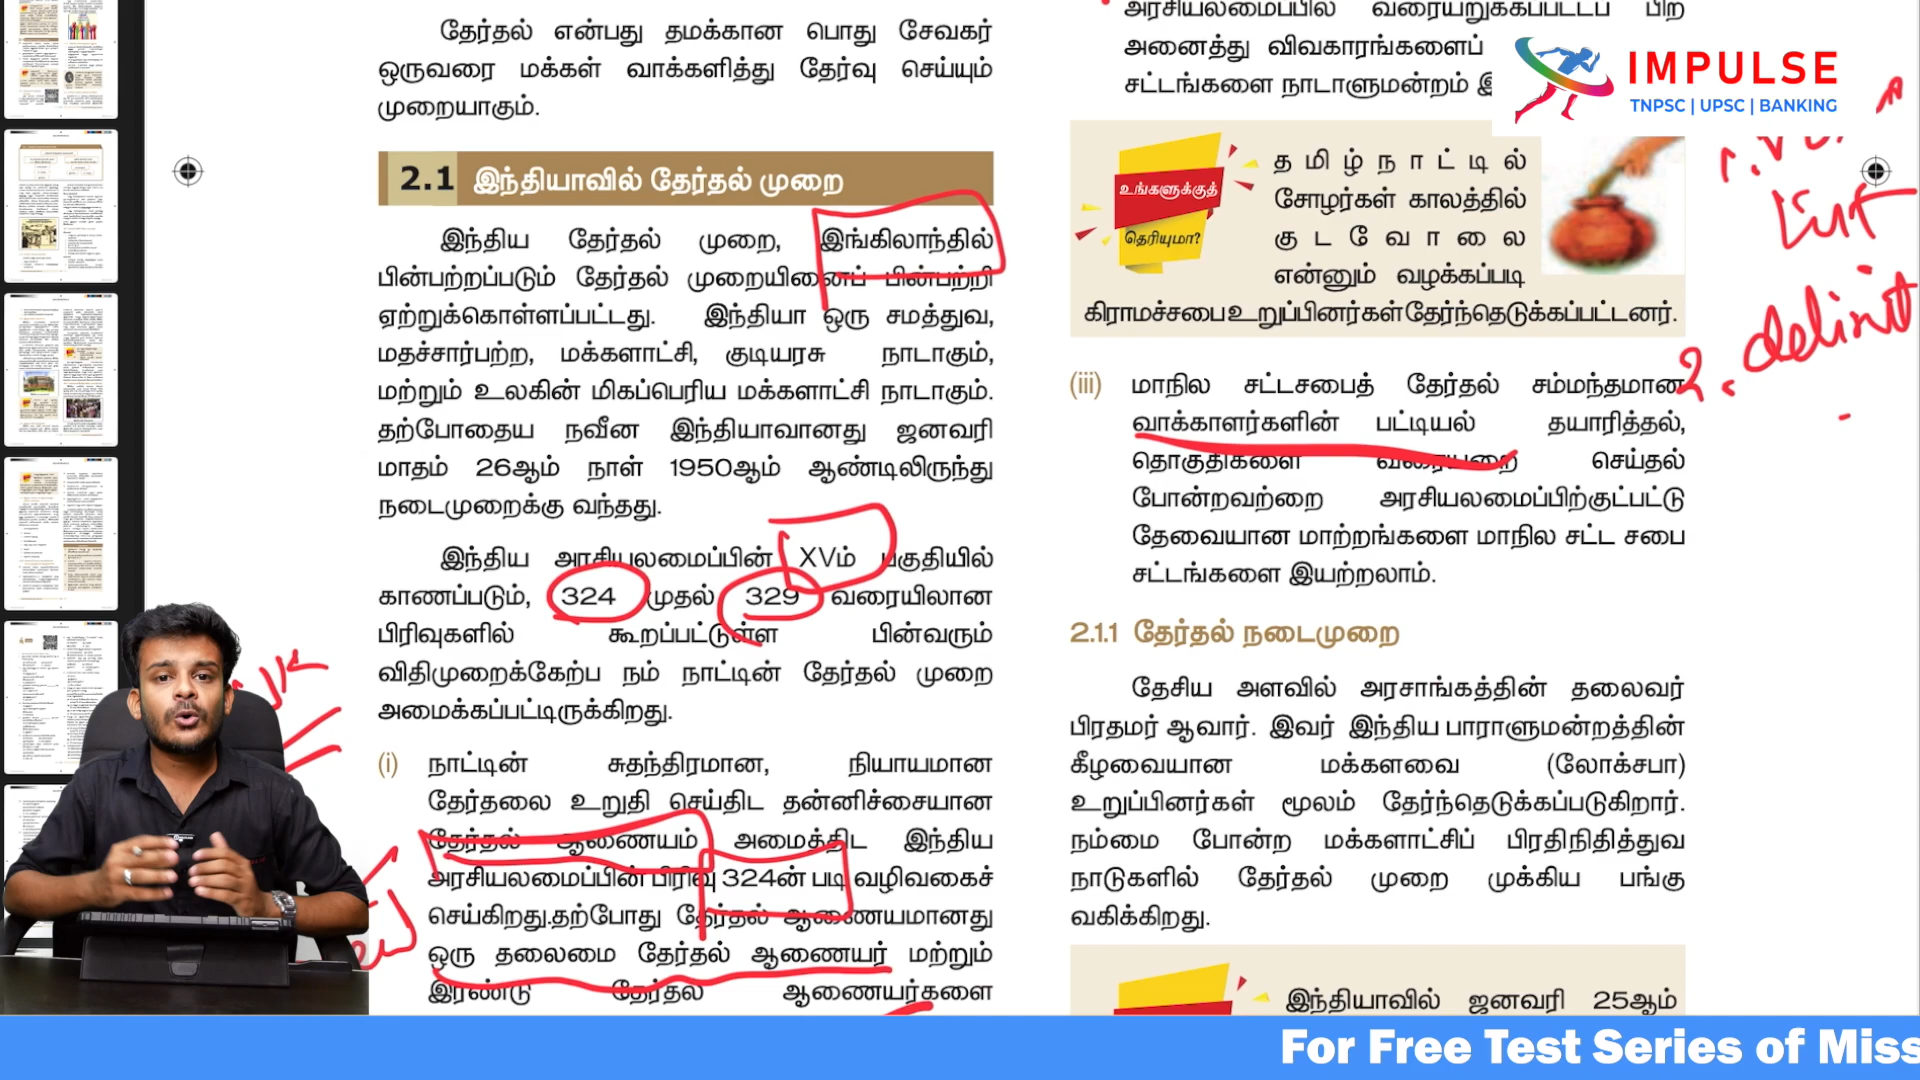 தேர்தல் என்பது தமக்கான பொது சேவகர்
ஒருவரை மக்கள் வாக்களித்து தேர்வு செய்யும்
முறையாகும்.
2.1 இந்தியாவில் தேர்தல் முறை
இந்திய தேர்தல் முறை, இங்கிலாந்தில்
பின்பற்றப்படும் தேர்தல் முறையினைப் பின்பற்றி
ஏற்றுக்கொள்ளப்பட்டது. இந்தியா ஒரு சமத்துவ,
மதச்சார்பற்ற, மக்களாட்சி, குடியரசு நாடாகும்,
மற்றும் உலகின் மிகப்பெரிய மக்களாட்சி நாடாகும்.
தற்போதைய நவீன இந்தியாவானது ஜனவரி
மாதம் 26ஆம் நாள் 1950ஆம் ஆண்டிலிருந்து
நடைமுறைக்கு வந்தது.
இந்திய அரசியலமைப்பின் XVம் பகுதியில்
காணப்படும், 324 முதல் 329 வரையிலான
பிரிவுகளில் கூறப்பட்டுள்ள பின்வரும்
விதிமுறைக்கேற்ப நம் நாட்டின் தேர்தல் முறை
அமைக்கப்பட்டிருக்கிறது.
(i) நாட்டின் சுதந்திரமான, நியாயமான
தேர்தலை உறுதி செய்திட தன்னிச்சையான
தேர்தல் ஆணையம் அமைத்திட இந்திய
அரசியலமைப்பின் பிரிவு 324ன் படி வழிவகைச்
செய்கிறது.தற்போது தேர்தல் ஆணையமானது
ஒரு தலைமை தேர்தல் ஆணையர் மற்றும்
இரண்டு தேர்தல் ஆணையர்களை
அரசியலமைப்பில் வரையறுக்கப்பட்டப் பிற
அனைத்து விவகாரங்களைப்
சட்டங்களை நாடாளுமன்றம்
IMPULSE
TNPSC | UPSC | BANKING
உங்களுக்குத்
தெரியுமா?
தமிழ்நாட்டில்
சோழர்கள் காலத்தில்
குடவோலை
என்னும் வழக்கப்படி
கிராமச்சபை உறுப்பினர்கள் தேர்ந்தெடுக்கப்பட்டனர்.
(iii) மாநில சட்டசபைத் தேர்தல் சம்மந்தமான
வாக்காளர்களின் பட்டியல் தயாரித்தல்,
தொகுதிகளை வரையறை செய்தல்
போன்றவற்றை அரசியலமைப்பிற்குட்பட்டு
தேவையான மாற்றங்களை மாநில சட்ட சபை
சட்டங்களை இயற்றலாம்.
2.1.1 தேர்தல் நடைமுறை
தேசிய அளவில் அரசாங்கத்தின் தலைவர்
பிரதமர் ஆவார். இவர் இந்திய பாராளுமன்றத்தின்
கீழவையான மக்களவை (லோக்சபா)
உறுப்பினர்கள் மூலம் தேர்ந்தெடுக்கப்படுகிறார்.
நம்மை போன்ற மக்களாட்சிப் பிரதிநிதித்துவ
நாடுகளில் தேர்தல் முறை முக்கிய பங்கு
வகிக்கிறது.
இந்தியாவில் ஜனவரி 25ஆம்
2. delimit
For Free Test Series of Miss